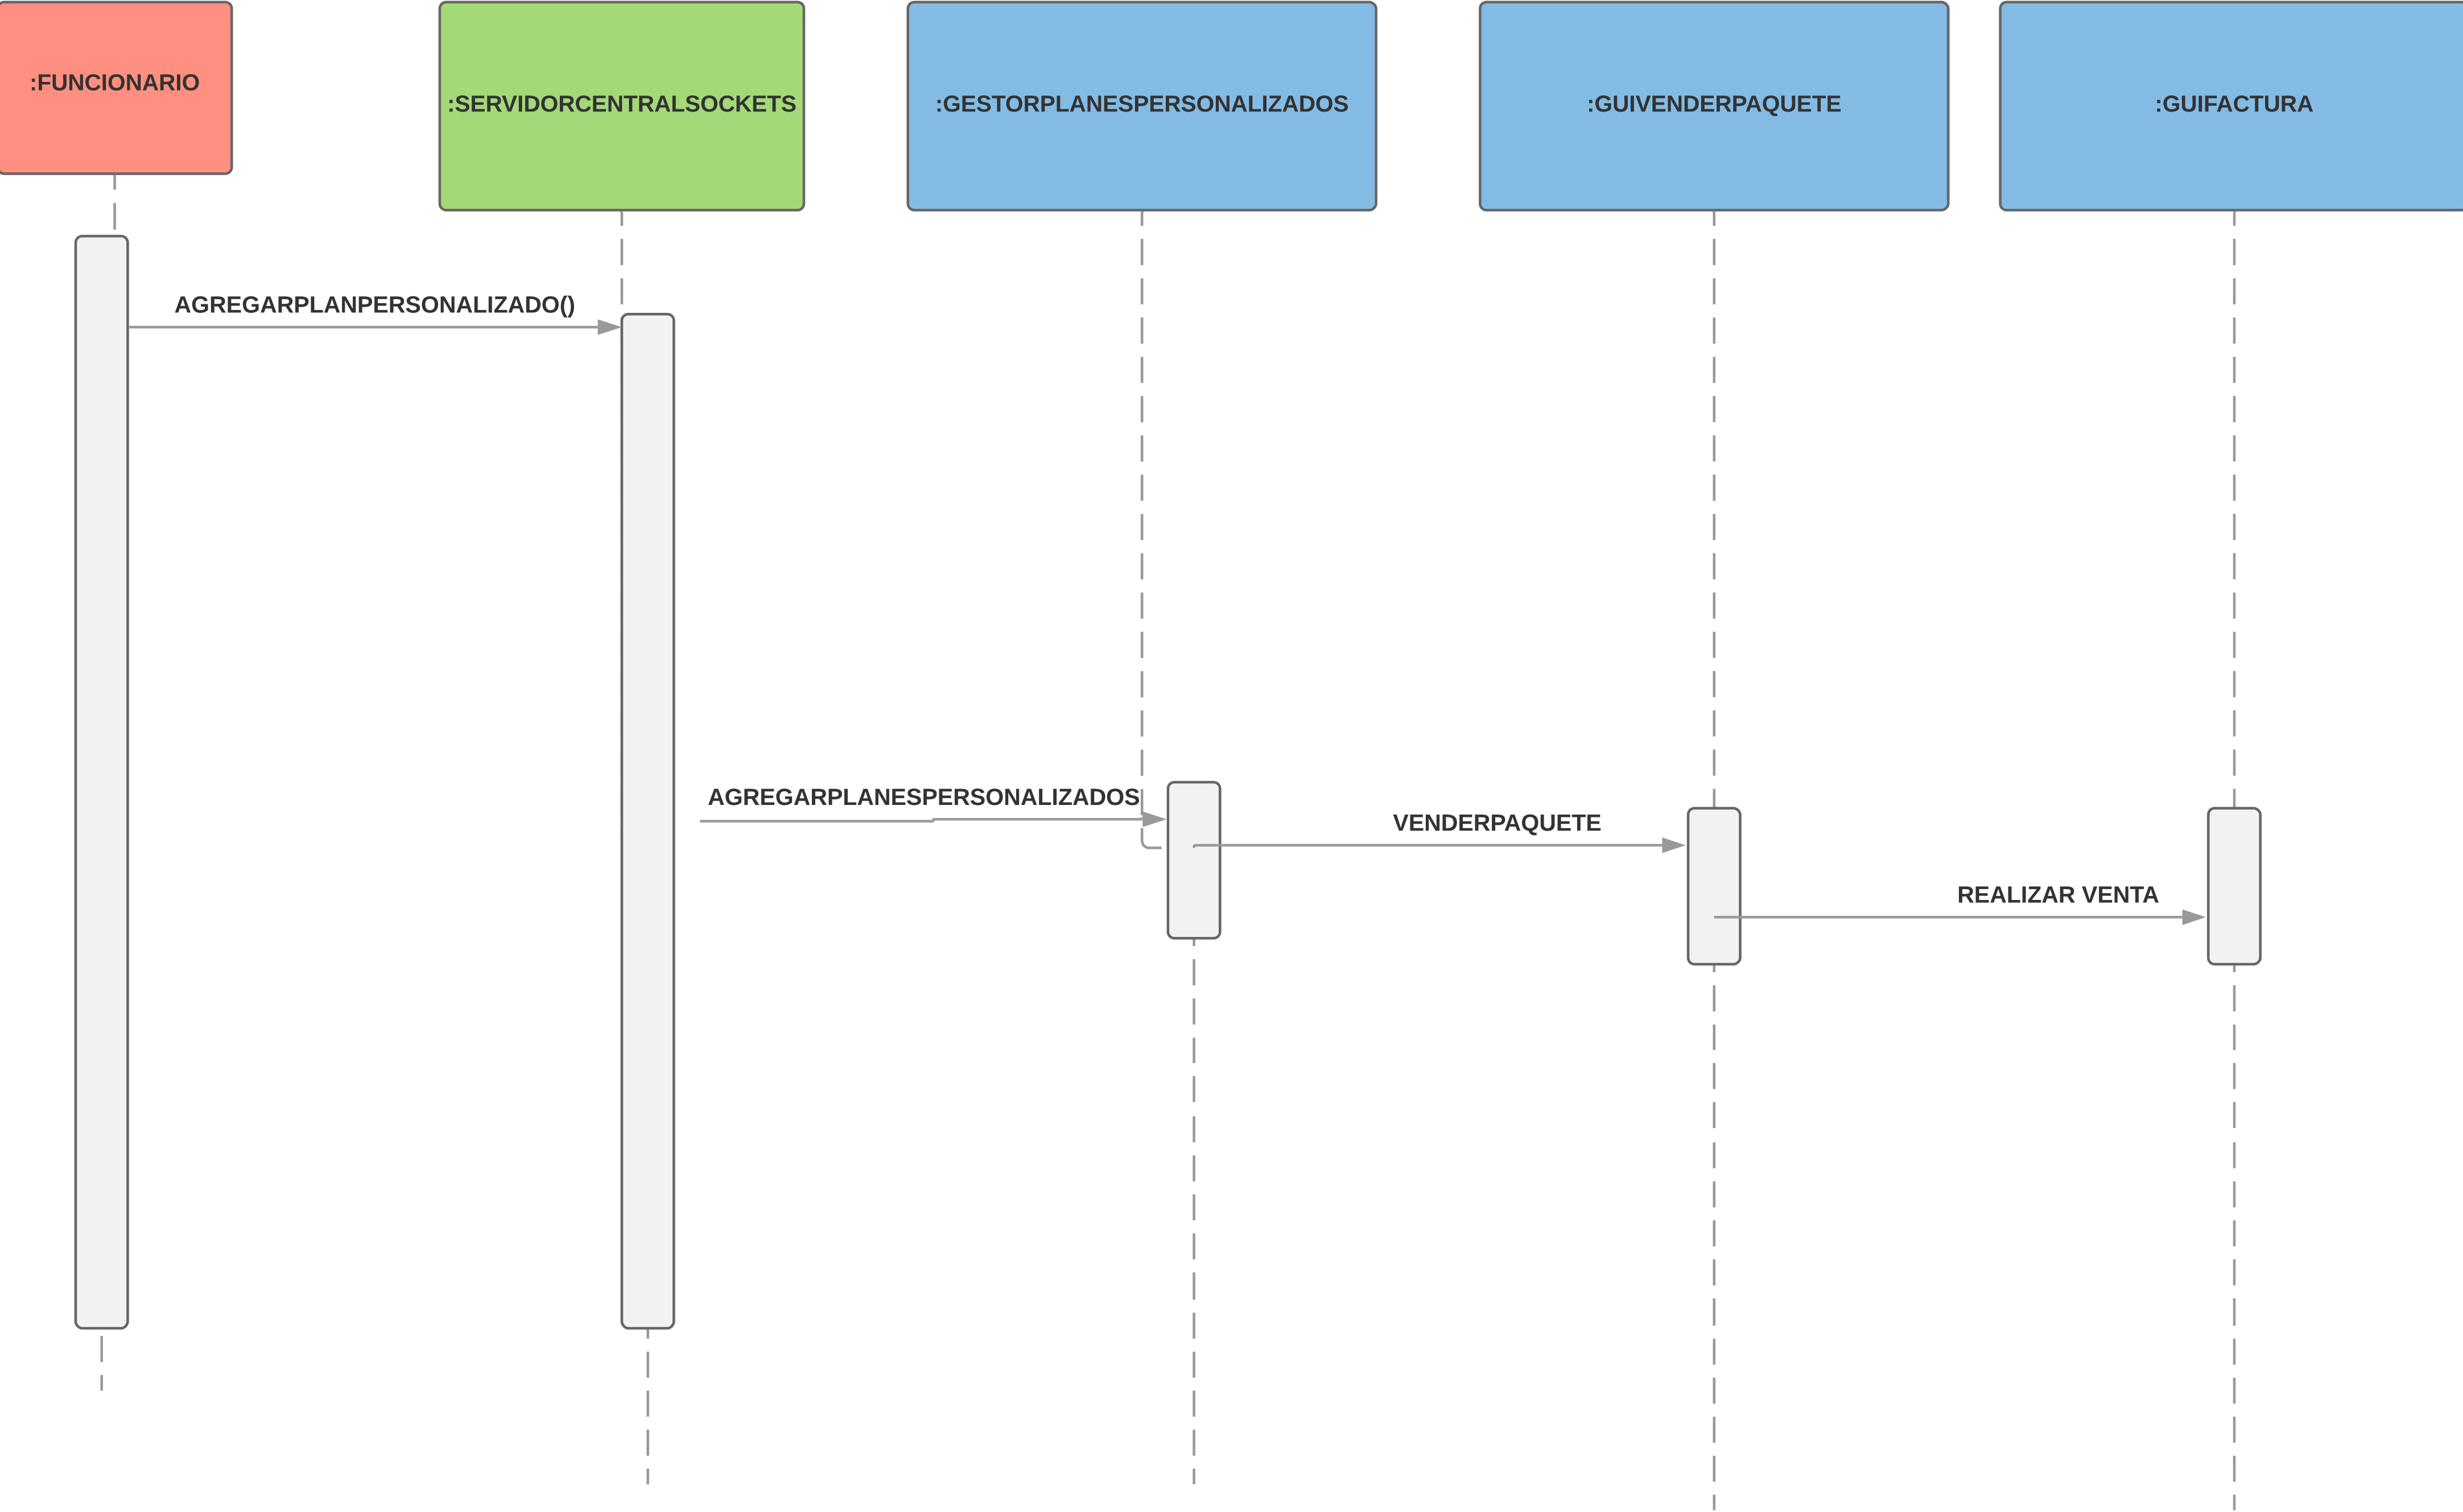 :FUNCIONARIO
:SERVIDORCENTRALSOCKETS
:GESTORPLANESPERSONALIZADOS
:GUIVENDERPAQUETE
:GUIFACTURA
AGREGARPLANPERSONALIZADO()
AGREGARPLANESPERSONALIZADOS
VENDERPAQUETE
REALIZAR VENTA